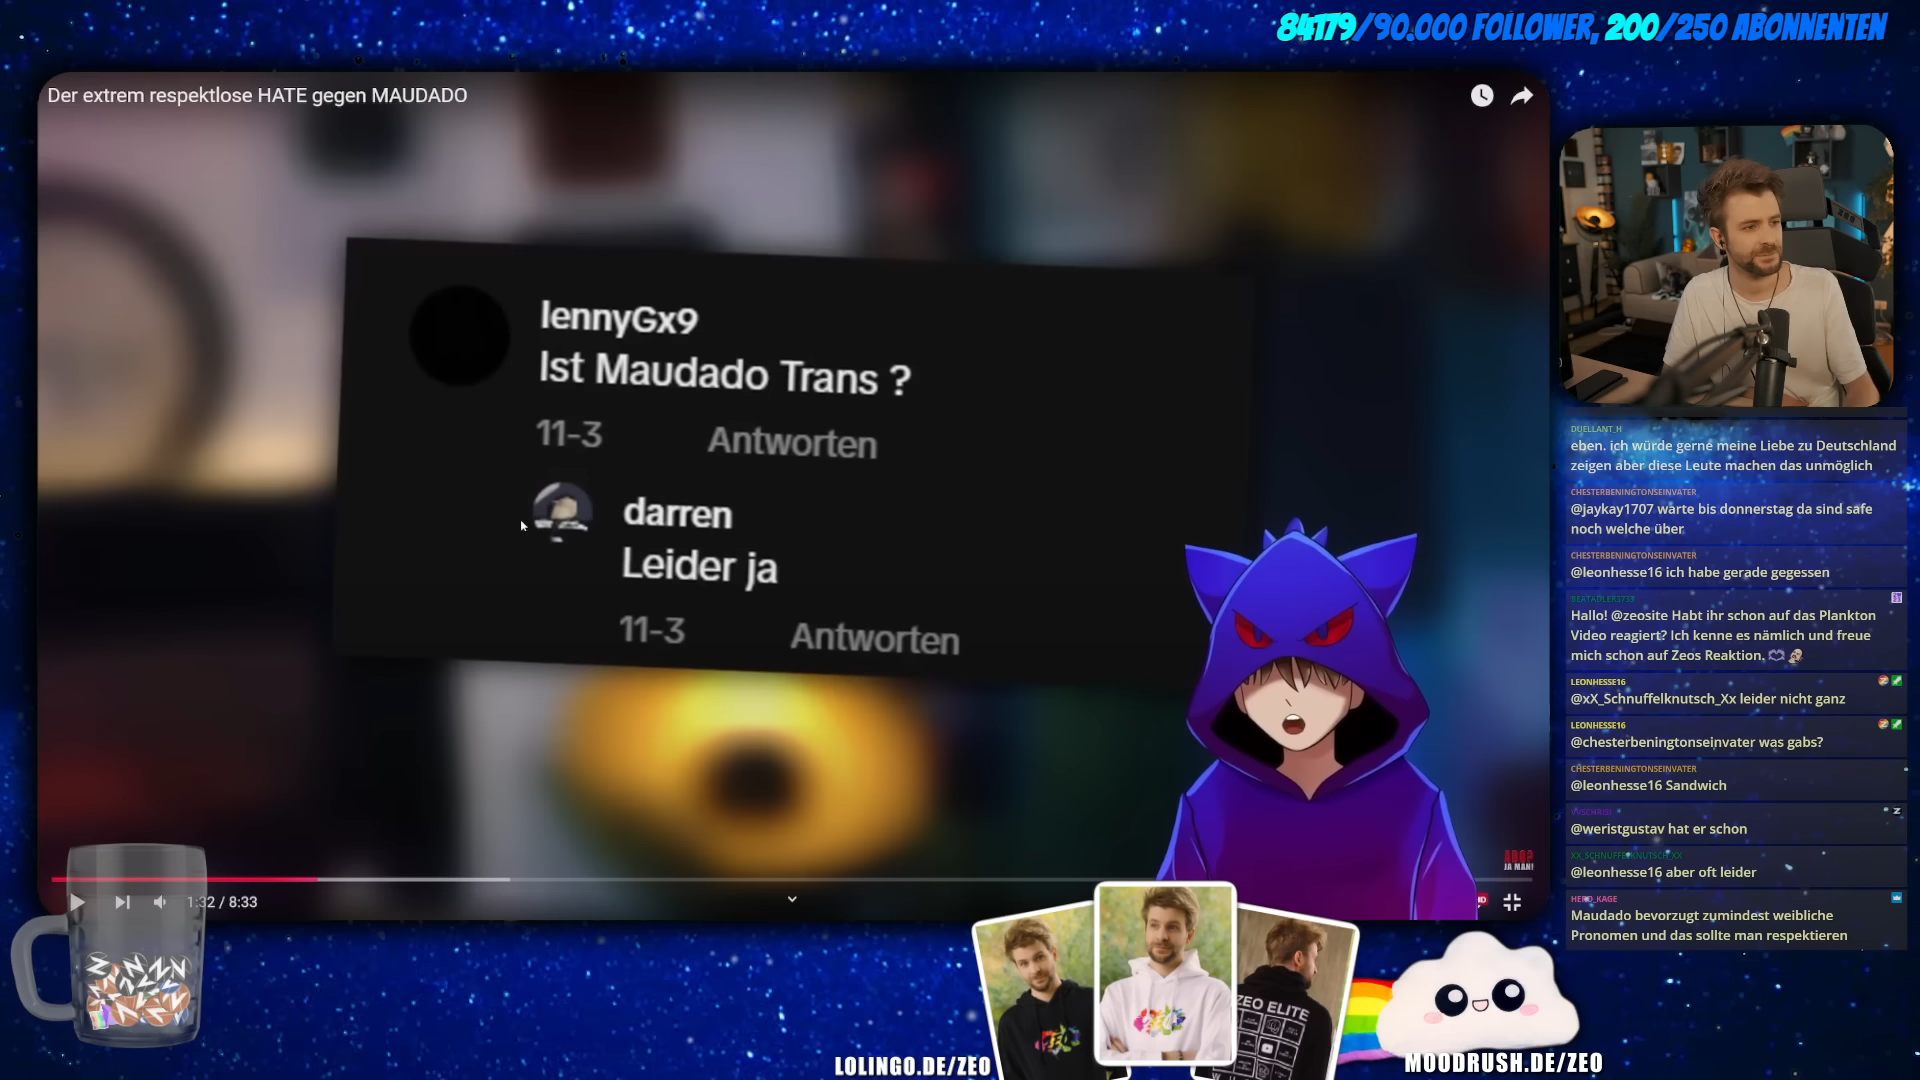 84179/90.000 FOLLOWER, 200/250 ABONNENTEN
Der extrem respektlose HATE gegen MAUDADO
lennyGx9
Ist Maudado Trans ?
11-3 Antworten
darren
Leider ja
11-3 Antworten
ABO?
JA MAN!
1:32 / 8:33
DUELLANT_H
eben. ich würde gerne meine Liebe zu Deutschland
zeigen aber diese Leute machen das unmöglich
CHESTERBENINGTONSEINVATER
@jaykay1707 warte bis donnerstag da sind safe
noch welche über
CHESTERBENINGTONSEINVATER
@leonhesse16 ich habe gerade gegessen
Hallo! @zeosite Habt ihr schon auf das Plankton
Video reagiert? Ich kenne es nämlich und freue
mich schon auf Zeos Reaktion.
LEONHESSE16
@xX_Schnuffelknutsch_Xx leider nicht ganz
LEONHESSE16
@chesterbeningtonseinvater was gabs?
CHESTERBENINGTONSEINVATER
@leonhesse16 Sandwich
@weristgustav hat er schon
XX_SCHNUFFELKNUTSCH_XX
@leonhesse16 aber oft leider
HERO_KAGE
Maudado bevorzugt zumindest weibliche
Pronomen und das sollte man respektieren
ZEO ELITE
LOLINGO.DE/ZEO
MOODRUSH.DE/ZEO